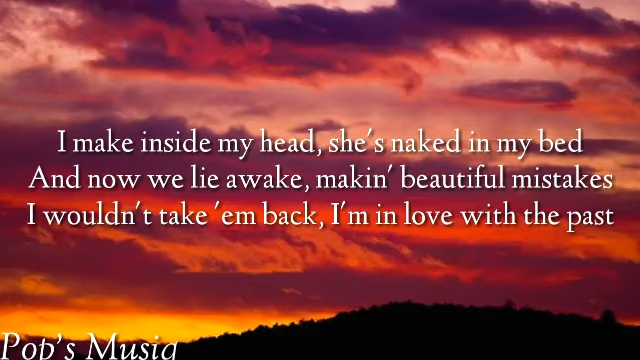 I make inside my head, she's naked in my bed
And now we lie awake, makin' beautiful mistakes
I wouldn't take 'em back, I'm in love with the past
Pop's Musiq